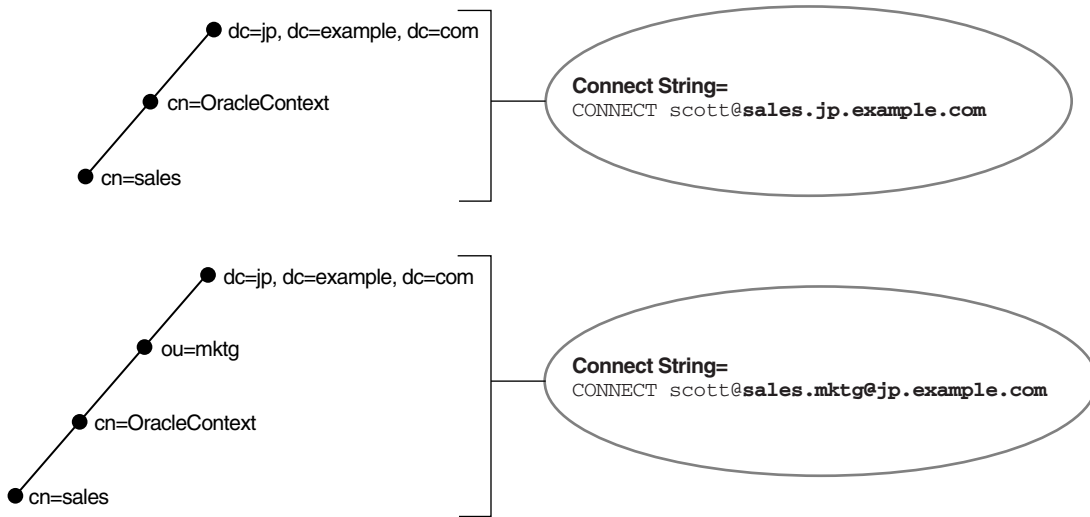 dc=jp, dc=example, dc=com
cn=OracleContext
cn=sales
Connect String=
CONNECT scott@sales.jp.example.com
dc=jp, dc=example, dc=com
ou=mktg
cn=OracleContext
cn=sales
Connect String=
CONNECT scott@sales.mktg@jp.example.com